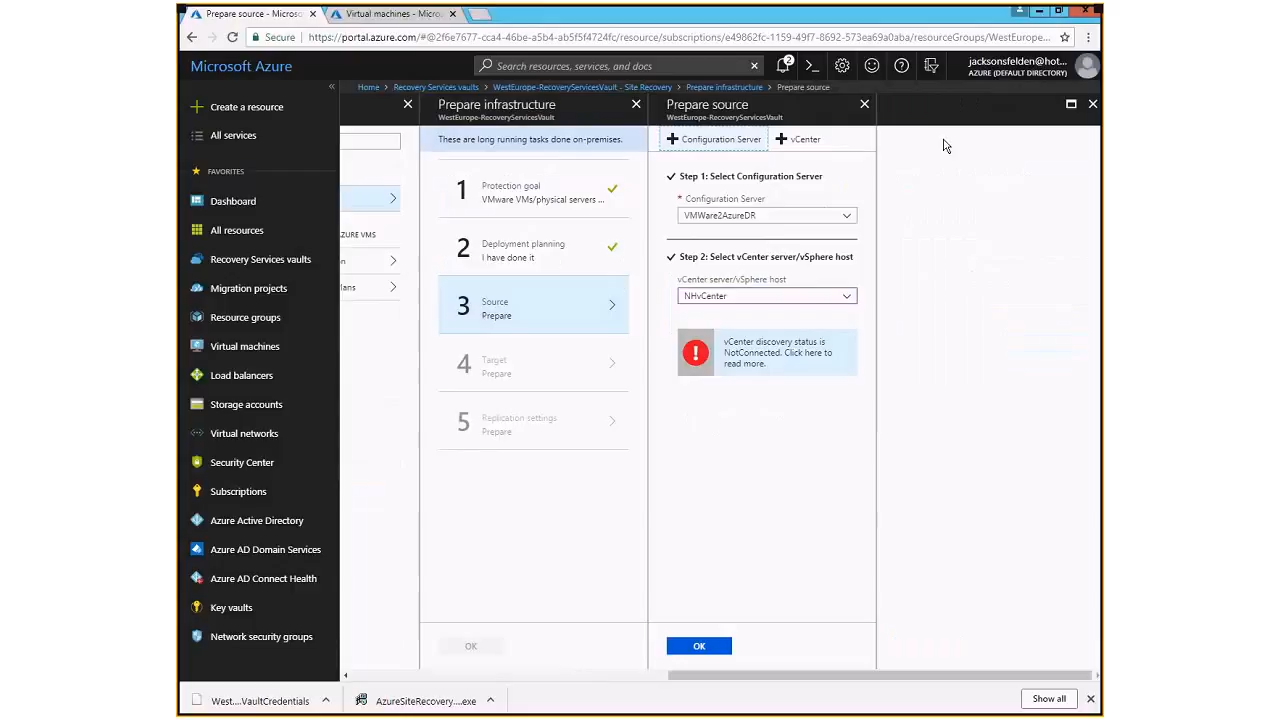 Prepare source - Microso
Virtual machines - Micro
Secure
https://portal.azure.com/#@2f6e7677-cca4-46be-a5b4-ab5f5f4724fc/resource/subscriptions/e49862fc-1159-49f7-8692-573ea69a0aba/resourceGroups/WestEurope...
Microsoft Azure
Search resources, services, and docs
2
jacksonsfelden@hot...
AZURE (DEFAULT DIRECTORY)
Home
Recovery Services vaults
WestEurope-RecoveryServicesVault - Site Recovery
Prepare infrastructure
Prepare source
Create a resource
All services
FAVORITES
Dashboard
All resources
Recovery Services vaults
Migration projects
Resource groups
Virtual machines
Load balancers
Storage accounts
Virtual networks
Security Center
Subscriptions
Azure Active Directory
Azure AD Domain Services
Azure AD Connect Health
Key vaults
Network security groups
ZURE VMS
n
lans
Prepare infrastructure
WestEurope-RecoveryServicesVault
These are long running tasks done on-premises.
1
Protection goal
VMware VMs/physical servers ...
2
Deployment planning
I have done it
3
Source
Prepare
4
Target
Prepare
5
Replication settings
Prepare
OK
Prepare source
WestEurope-RecoveryServicesVault
Configuration Server
vCenter
Step 1: Select Configuration Server
* Configuration Server
VMWare2AzureDR
Step 2: Select vCenter server/vSphere host
vCenter server/vSphere host
NHvCenter
vCenter discovery status is
NotConnected. Click here to
read more.
OK
West....VaultCredentials
AzureSiteRecovery....exe
Show all